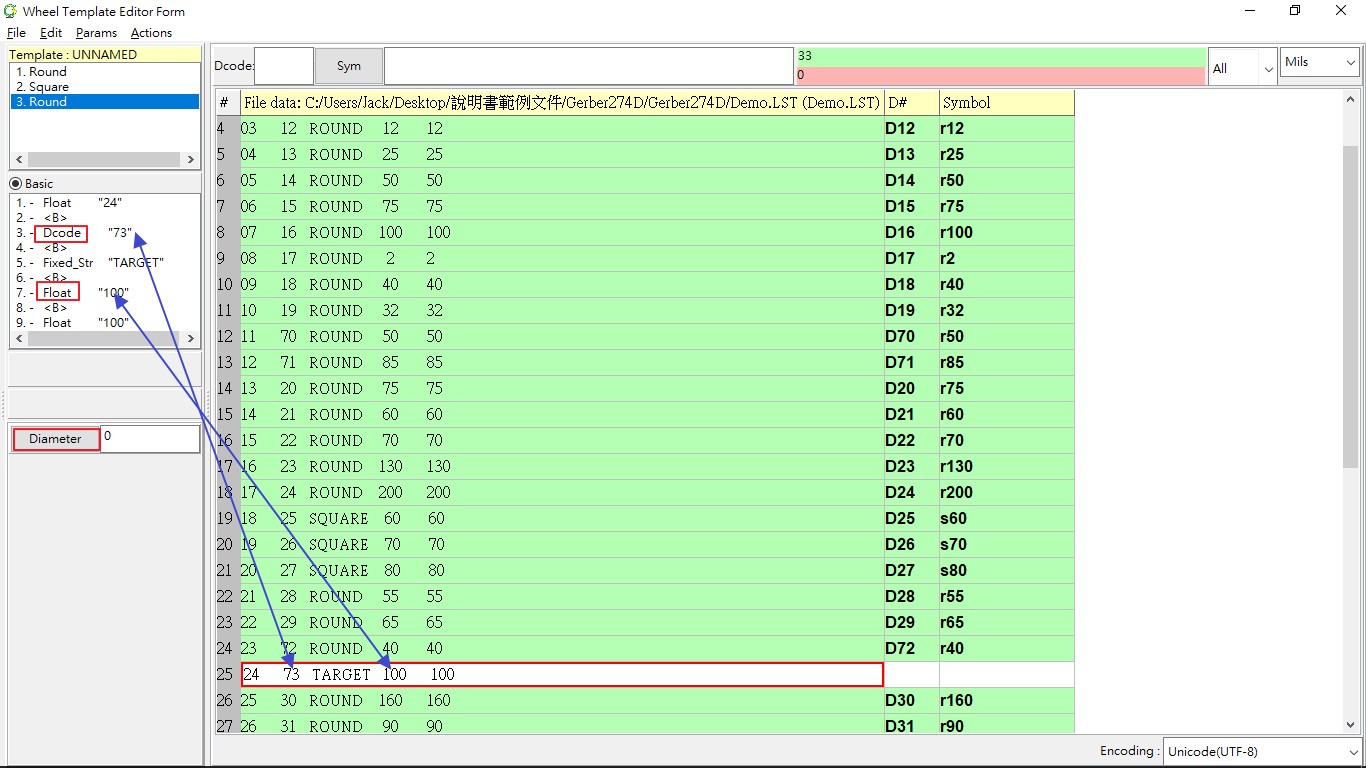 Wheel Template Editor Form
File Edit Params Actions
Template : UNNAMED
1. Round
2. Square
3. Round
Basic
1. - Float "24"
2. - <B>
3. - Dcode "73"
4. - <B>
5. - Fixed_Str "TARGET"
6. - <B>
7. - Float "100"
8. - <B>
9. - Float "100"
Diameter 0
Dcode: Sym
33
0
All Mils
# File data: C:/Users/Jack/Desktop/說明書範例文件/Gerber274D/Gerber274D/Demo.LST (Demo.LST) D# Symbol
4 03 12 ROUND 12 12 D12 r12
5 04 13 ROUND 25 25 D13 r25
6 05 14 ROUND 50 50 D14 r50
7 06 15 ROUND 75 75 D15 r75
8 07 16 ROUND 100 100 D16 r100
9 08 17 ROUND 2 2 D17 r2
10 09 18 ROUND 40 40 D18 r40
11 10 19 ROUND 32 32 D19 r32
12 11 70 ROUND 50 50 D70 r50
13 12 71 ROUND 85 85 D71 r85
14 13 20 ROUND 75 75 D20 r75
15 14 21 ROUND 60 60 D21 r60
16 15 22 ROUND 70 70 D22 r70
17 16 23 ROUND 130 130 D23 r130
18 17 24 ROUND 200 200 D24 r200
19 18 25 SQUARE 60 60 D25 s60
20 19 26 SQUARE 70 70 D26 s70
21 20 27 SQUARE 80 80 D27 s80
22 21 28 ROUND 55 55 D28 r55
23 22 29 ROUND 65 65 D29 r65
24 23 72 ROUND 40 40 D72 r40
25 24 73 TARGET 100 100
26 25 30 ROUND 160 160 D30 r160
27 26 31 ROUND 90 90 D31 r90
Encoding : Unicode(UTF-8)